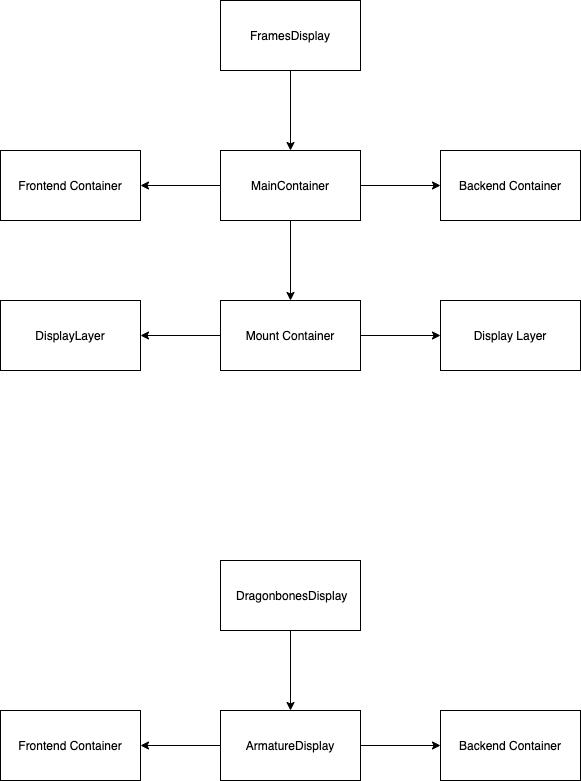 FramesDisplay
Frontend Container
MainContainer
Backend Container
DisplayLayer
Mount Container
Display Layer
DragonbonesDisplay
Frontend Container
ArmatureDisplay
Backend Container